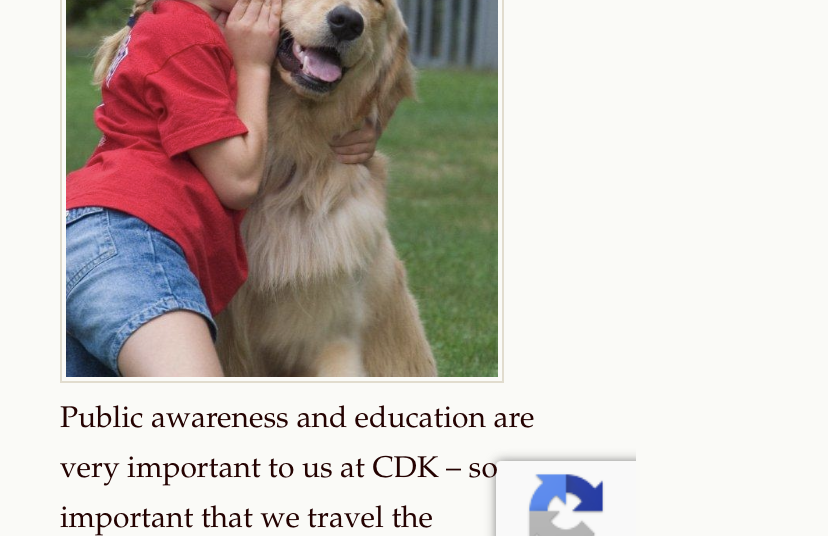 Public awareness and education are
very important to us at CDK – so
important that we travel the